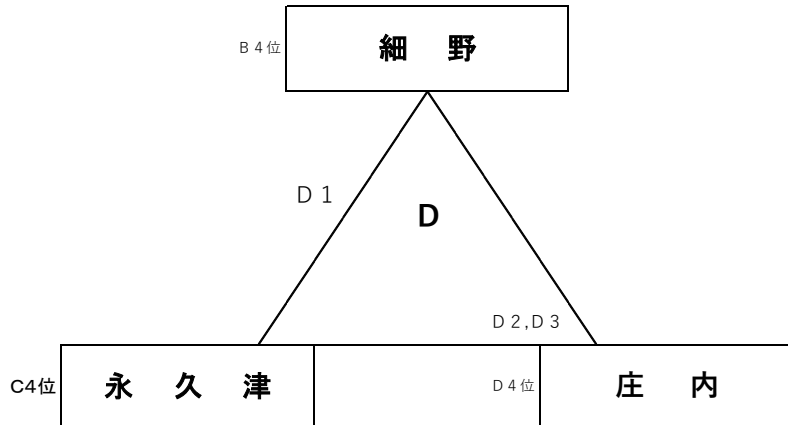 Ｂ４位
細　野
Ｄ１
D
Ｄ２,Ｄ３
C4位
永　久　津
Ｄ４位
庄　内